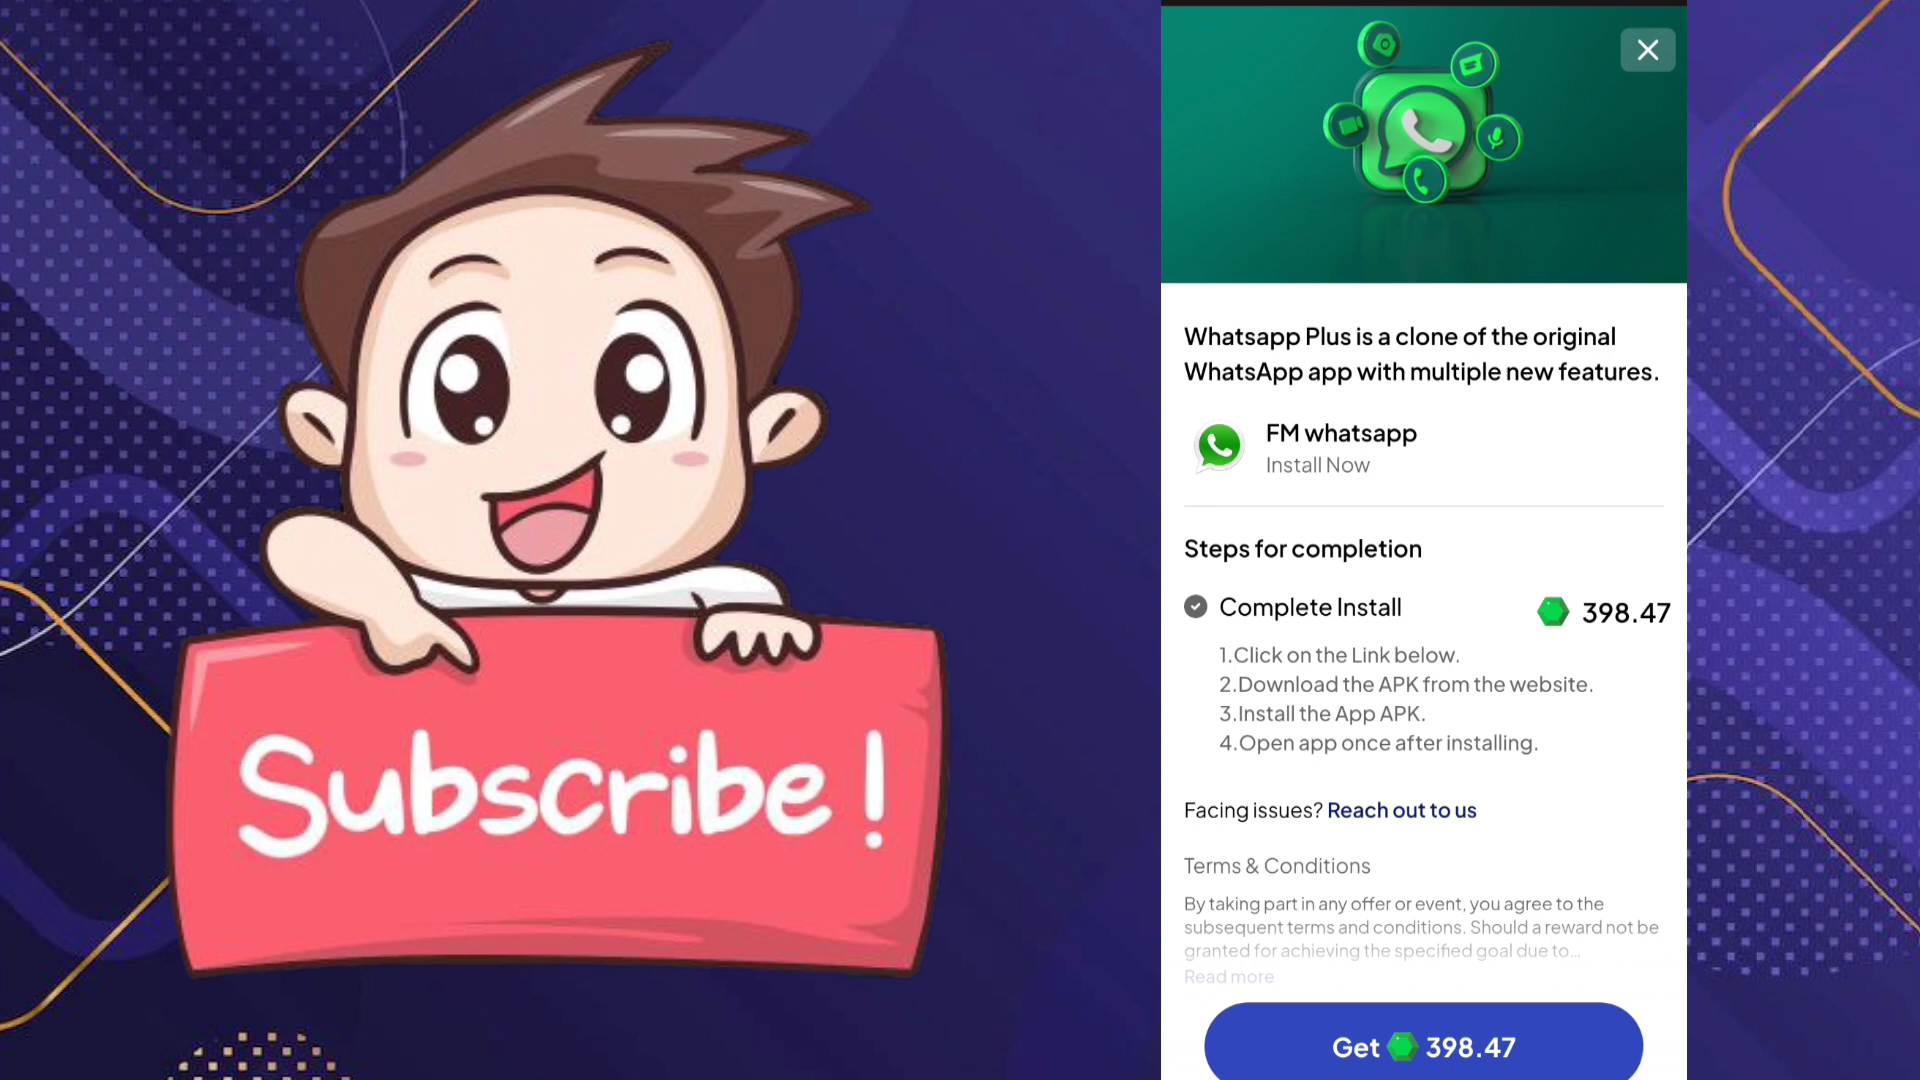 Subscribe !
Whatsapp Plus is a clone of the original
WhatsApp app with multiple new features.
FM whatsapp
Install Now
Steps for completion
Complete Install
398.47
1.Click on the Link below.
2.Download the APK from the website.
3.Install the App APK.
4.Open app once after installing.
Facing issues? Reach out to us
Terms & Conditions
By taking part in any offer or event, you agree to the
subsequent terms and conditions. Should a reward not be
granted for achieving the specified goal due to...
Read more
Get 398.47